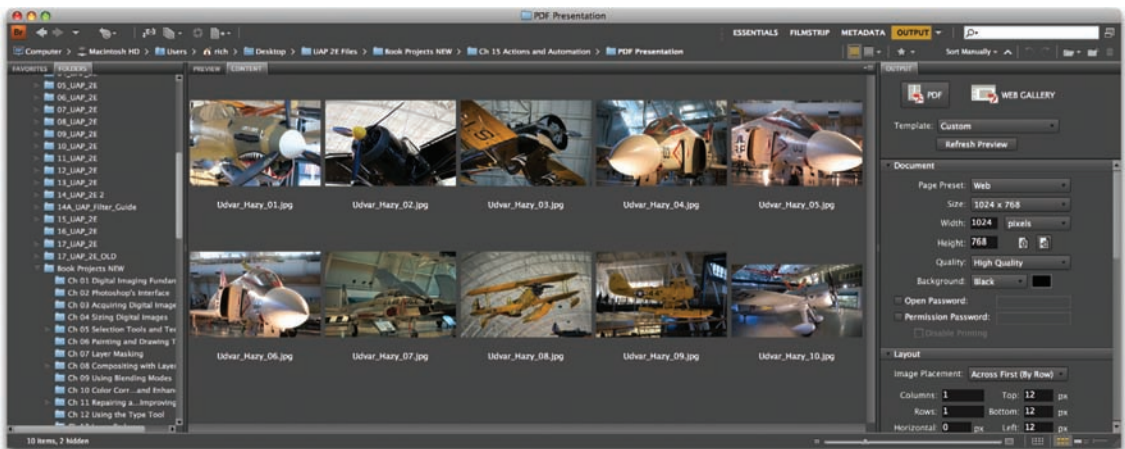 PDF Presentation
Br
ESSENTIALS FILMSTRIP METADATA OUTPUT
Computer > Macintosh HD > Users > rich > Desktop > UAP 2E Files > Book Projects NEW > Ch 15 Actions and Automation > PDF Presentation
Sort Manually
FAVORITES FOLDERS
PREVIEW CONTENT
OUTPUT
05_UAP_2E
06_UAP_2E
07_UAP_2E
08_UAP_2E
09_UAP_2E
10_UAP_2E
11_UAP_2E
12_UAP_2E
13_UAP_2E
14_UAP_2E 2
14A_UAP_Filter_Guide
15_UAP_2E
16_UAP_2E
17_UAP_2E
17_UAP_2E_OLD
Book Projects NEW
Ch 01 Digital Imaging Fundan
Ch 02 Photoshop's Interface
Ch 03 Acquiring Digital Image
Ch 04 Sizing Digital Images
Ch 05 Selection Tools and Te
Ch 06 Painting and Drawing T
Ch 07 Layer Masking
Ch 08 Compositing with Layer
Ch 09 Using Blending Modes
Ch 10 Color Corr...and Enhan
Ch 11 Repairing a...Improving
Ch 12 Using the Type Tool
Udvar_Hazy_01.jpg
Udvar_Hazy_02.jpg
Udvar_Hazy_03.jpg
Udvar_Hazy_04.jpg
Udvar_Hazy_05.jpg
Udvar_Hazy_06.jpg
Udvar_Hazy_07.jpg
Udvar_Hazy_08.jpg
Udvar_Hazy_09.jpg
Udvar_Hazy_10.jpg
PDF WEB GALLERY
Template: Custom
Refresh Preview
Document
Page Preset: Web
Size: 1024 x 768
Width: 1024 pixels
Height: 768
Quality: High Quality
Background: Black
Open Password:
Permission Password:
Disable Printing
Layout
Image Placement: Across First (By Row)
Columns: 1 Top: 12 px
Rows: 1 Bottom: 12 px
Horizontal: 0 px Left: 12 px
10 items, 2 hidden